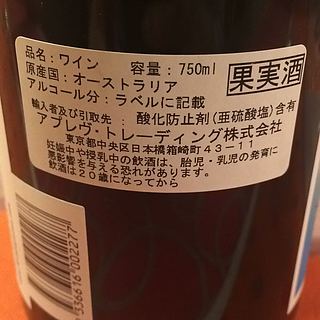 品名：ワイン　容量：750ml
原産国：オーストラリア
アルコール分：ラベルに記載
果実酒
輸入者及び引取先：　酸化防止剤(亜硫酸塩)含有
アブレヴ・トレーディング株式会社
東京都中央区日本橋箱崎町43－11
妊娠中や授乳中の飲酒は、胎児・乳児の発育に
悪影響を与える恐れがあります。
飲酒は20歳になってから
336616002277